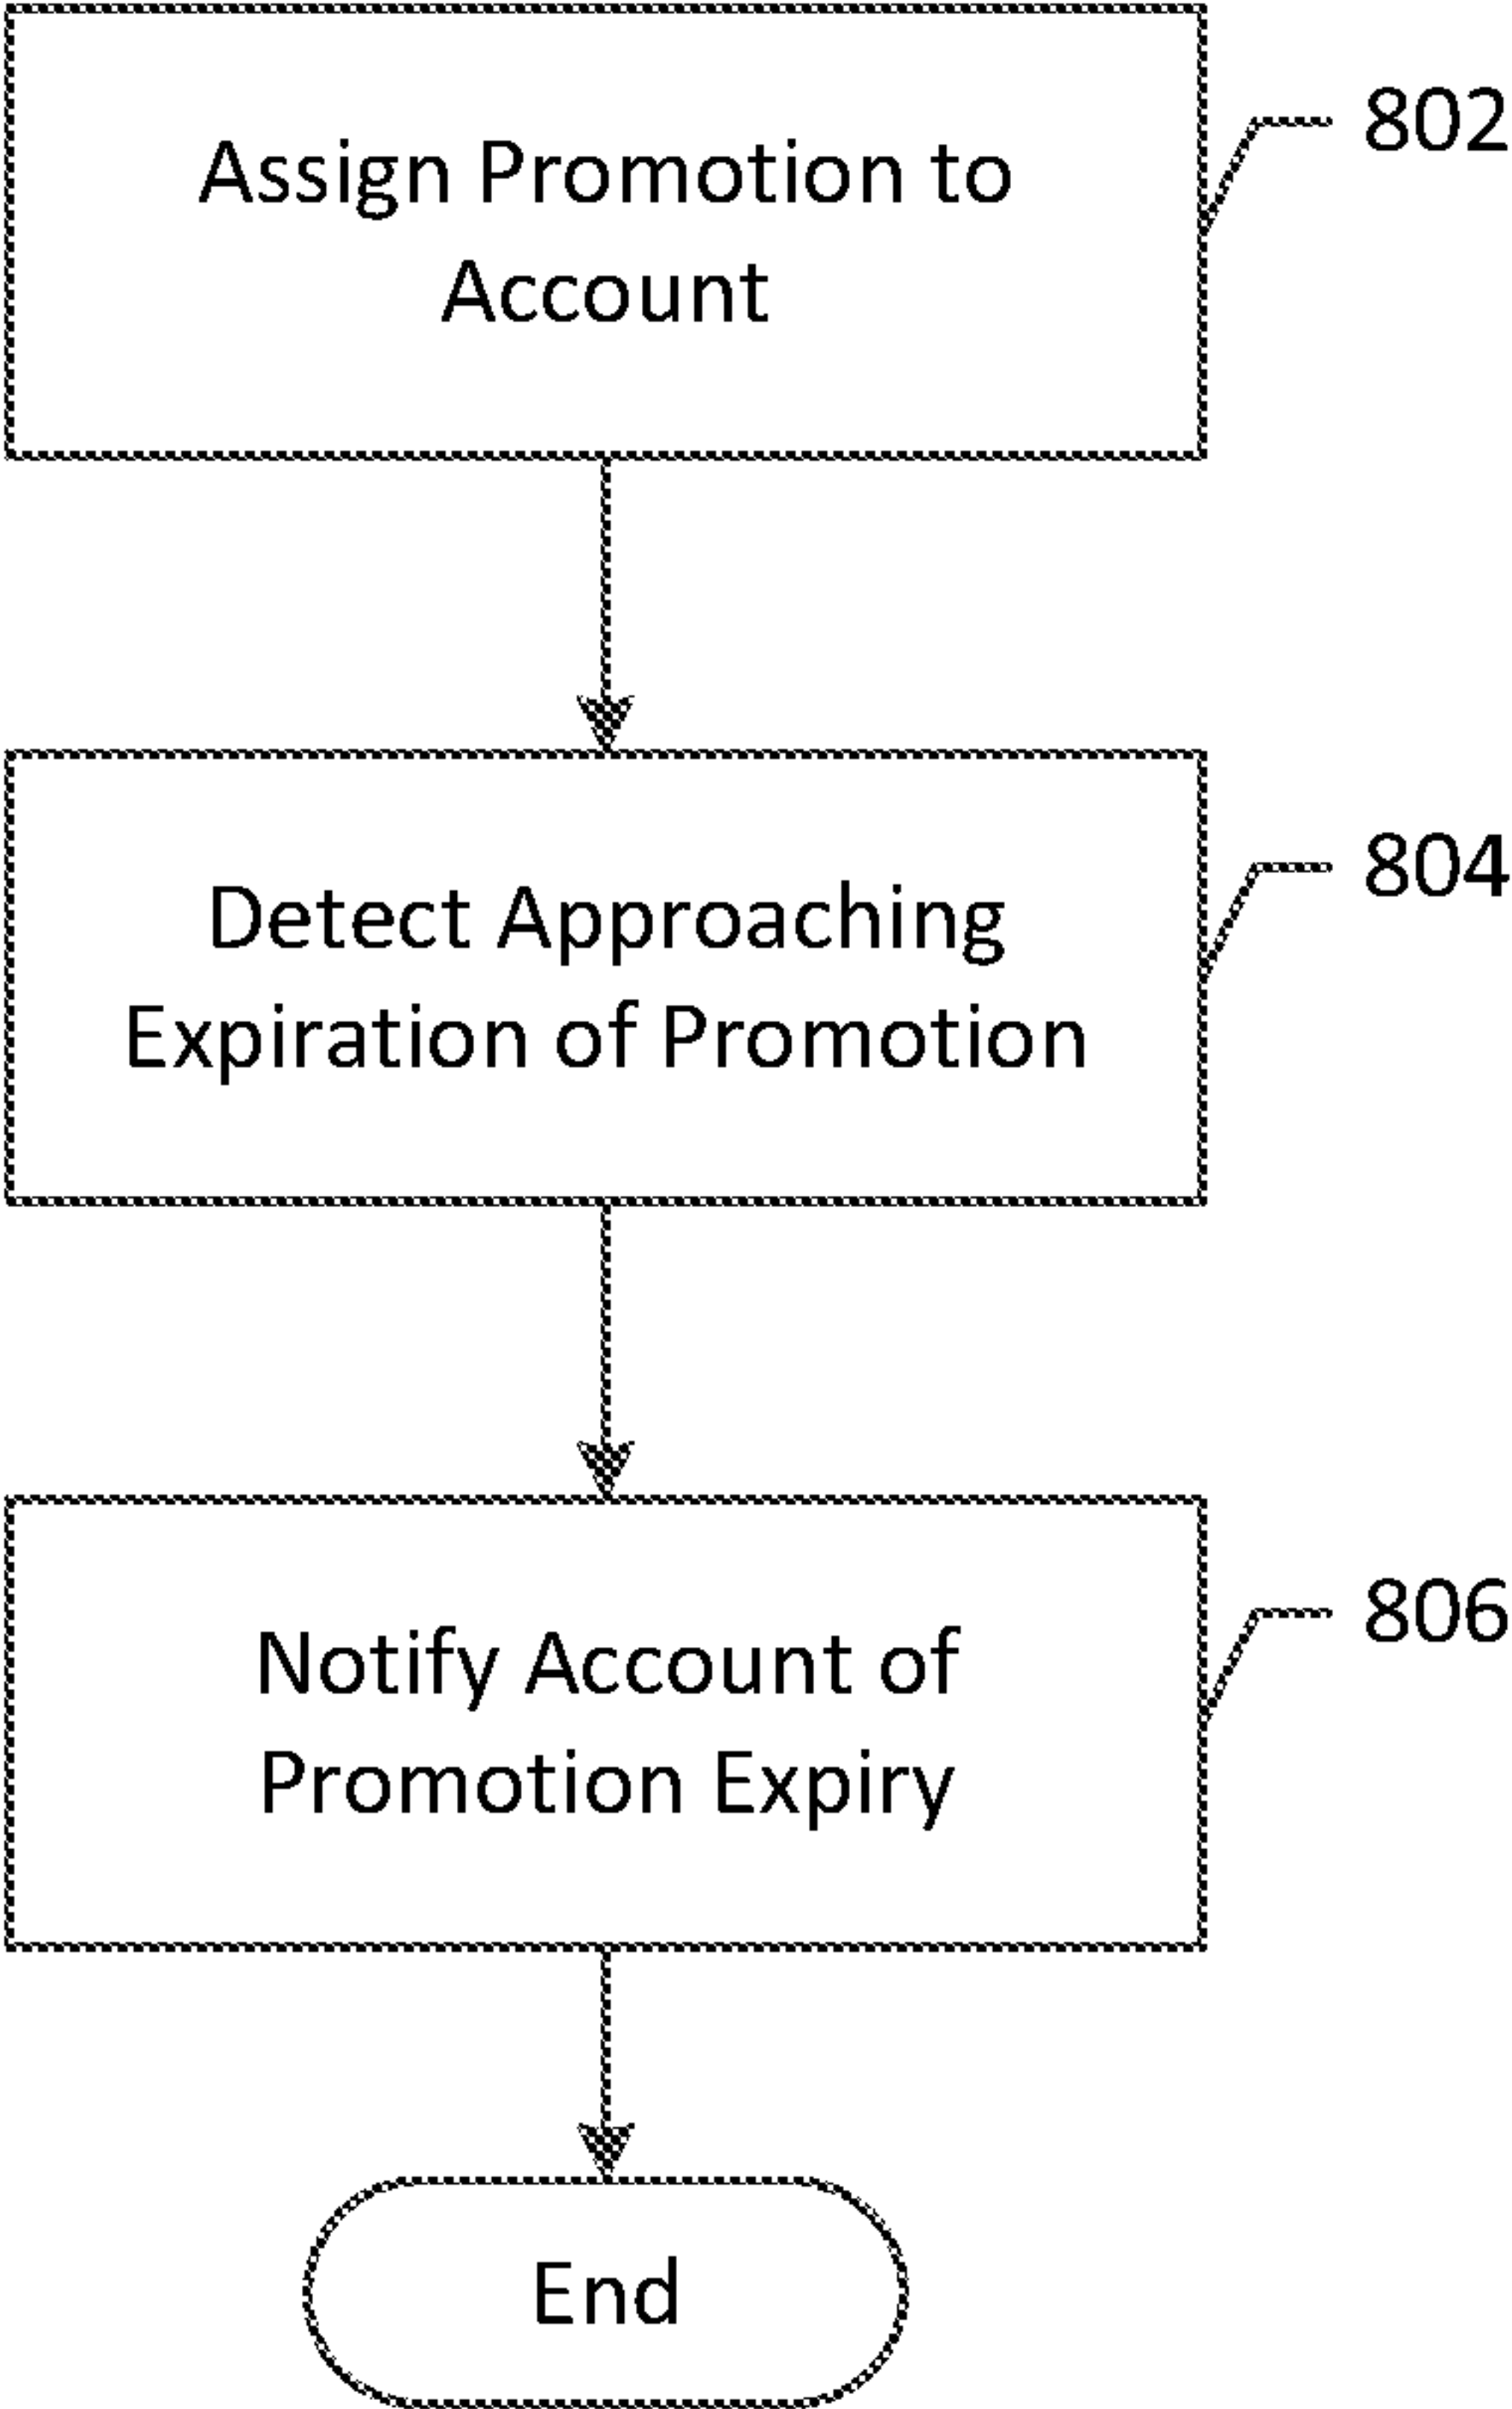 Assign Promotion to
Account
802
Detect Approaching
Expiration of Promotion
804
Notify Account of
Promotion Expiry
806
End